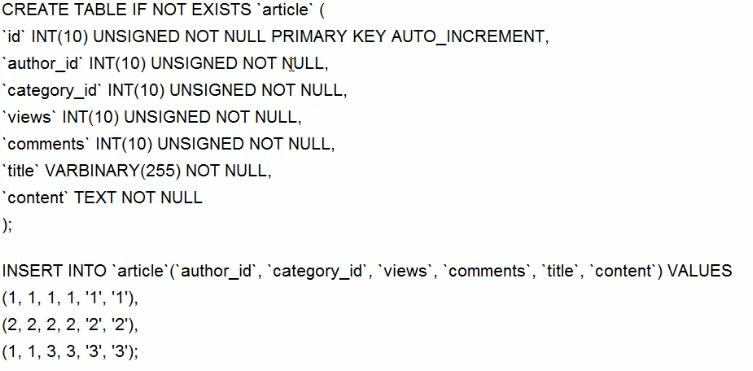 CREATE TABLE IF NOT EXISTS `article` (
`id` INT(10) UNSIGNED NOT NULL PRIMARY KEY AUTO_INCREMENT,
`author_id` INT(10) UNSIGNED NOT NULL,
`category_id` INT(10) UNSIGNED NOT NULL,
`views` INT(10) UNSIGNED NOT NULL,
`comments` INT(10) UNSIGNED NOT NULL,
`title` VARBINARY(255) NOT NULL,
`content` TEXT NOT NULL
);
INSERT INTO `article`(`author_id`, `category_id`, `views`, `comments`, `title`, `content`) VALUES
(1, 1, 1, 1, '1', '1'),
(2, 2, 2, 2, '2', '2'),
(1, 1, 3, 3, '3', '3');